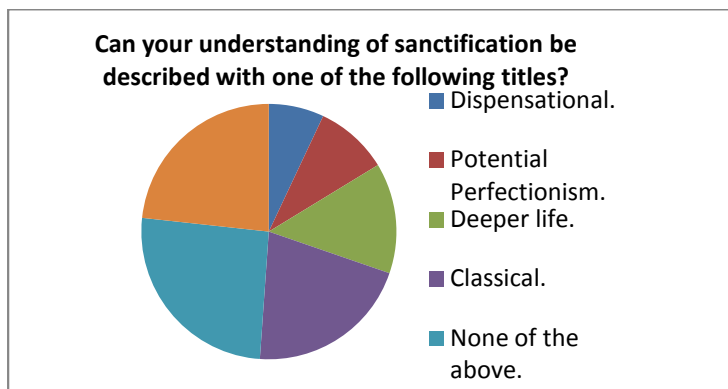 Can your understanding of sanctification be
described with one of the following titles?
Dispensational.
Potential
Perfectionism.
Deeper life.
Classical.
None of the
above.